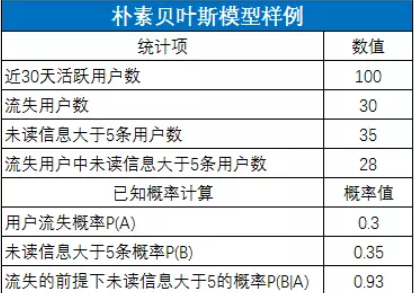 朴素贝叶斯模型样例
统计项 数值
近30天活跃用户数 100
流失用户数 30
未读信息大于5条用户数 35
流失用户中未读信息大于5条用户数 28
已知概率计算 概率值
用户流失概率P(A) 0.3
未读信息大于5条概率P(B) 0.35
流失的前提下未读信息大于5的概率P(B|A) 0.93